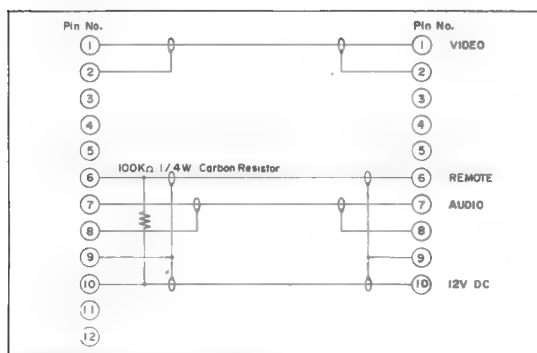 Pin No. Pin No.
1 1 VIDEO
2 2
3 3
4 4
5 5
100KΩ 1/4W Carbon Resistor
6 6 REMOTE
7 7 AUDIO
8 8
9 9
10 10 12V DC
11
12